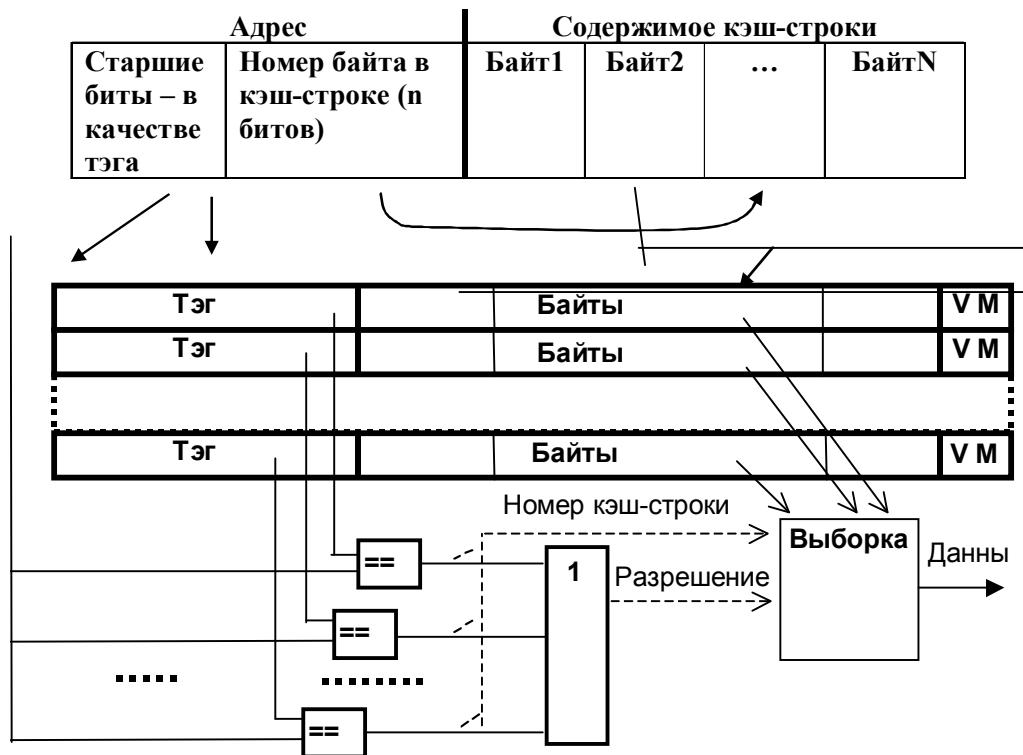 Адрес
Содержимое кэш-строки
Старшие
биты – в
качестве
тэга
Номер байта в
кэш-строке (n
битов)
Байт1
Байт2
...
БайтN
Тэг
Байты
V M
Тэг
Байты
V M
Тэг
Байты
V M
Номер кэш-строки
==
1
Разрешение
Выборка
Данны
==
==